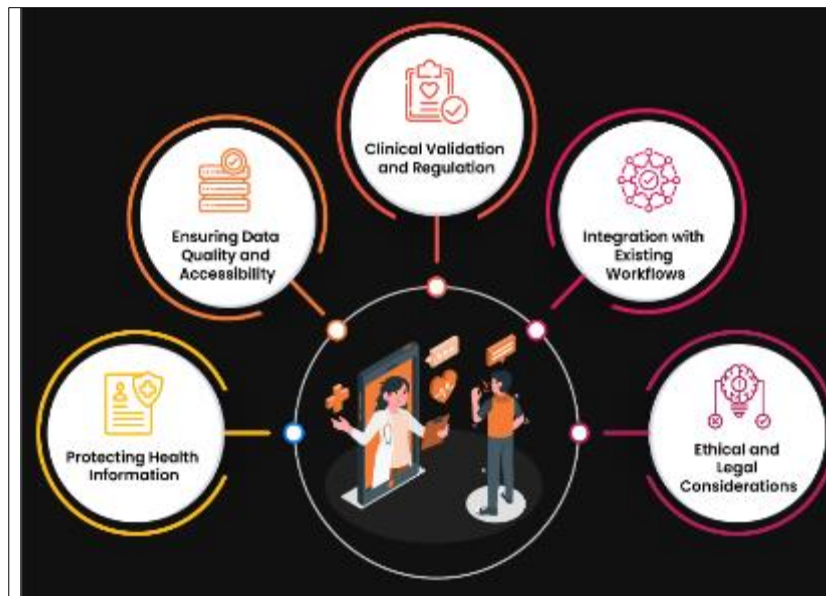 Clinical Validation
and Regulation
Ensuring Data
Quality and
Accessibility
Integration with
Existing
Workflows
Protecting Health
Information
Ethical and
Legal
Considerations